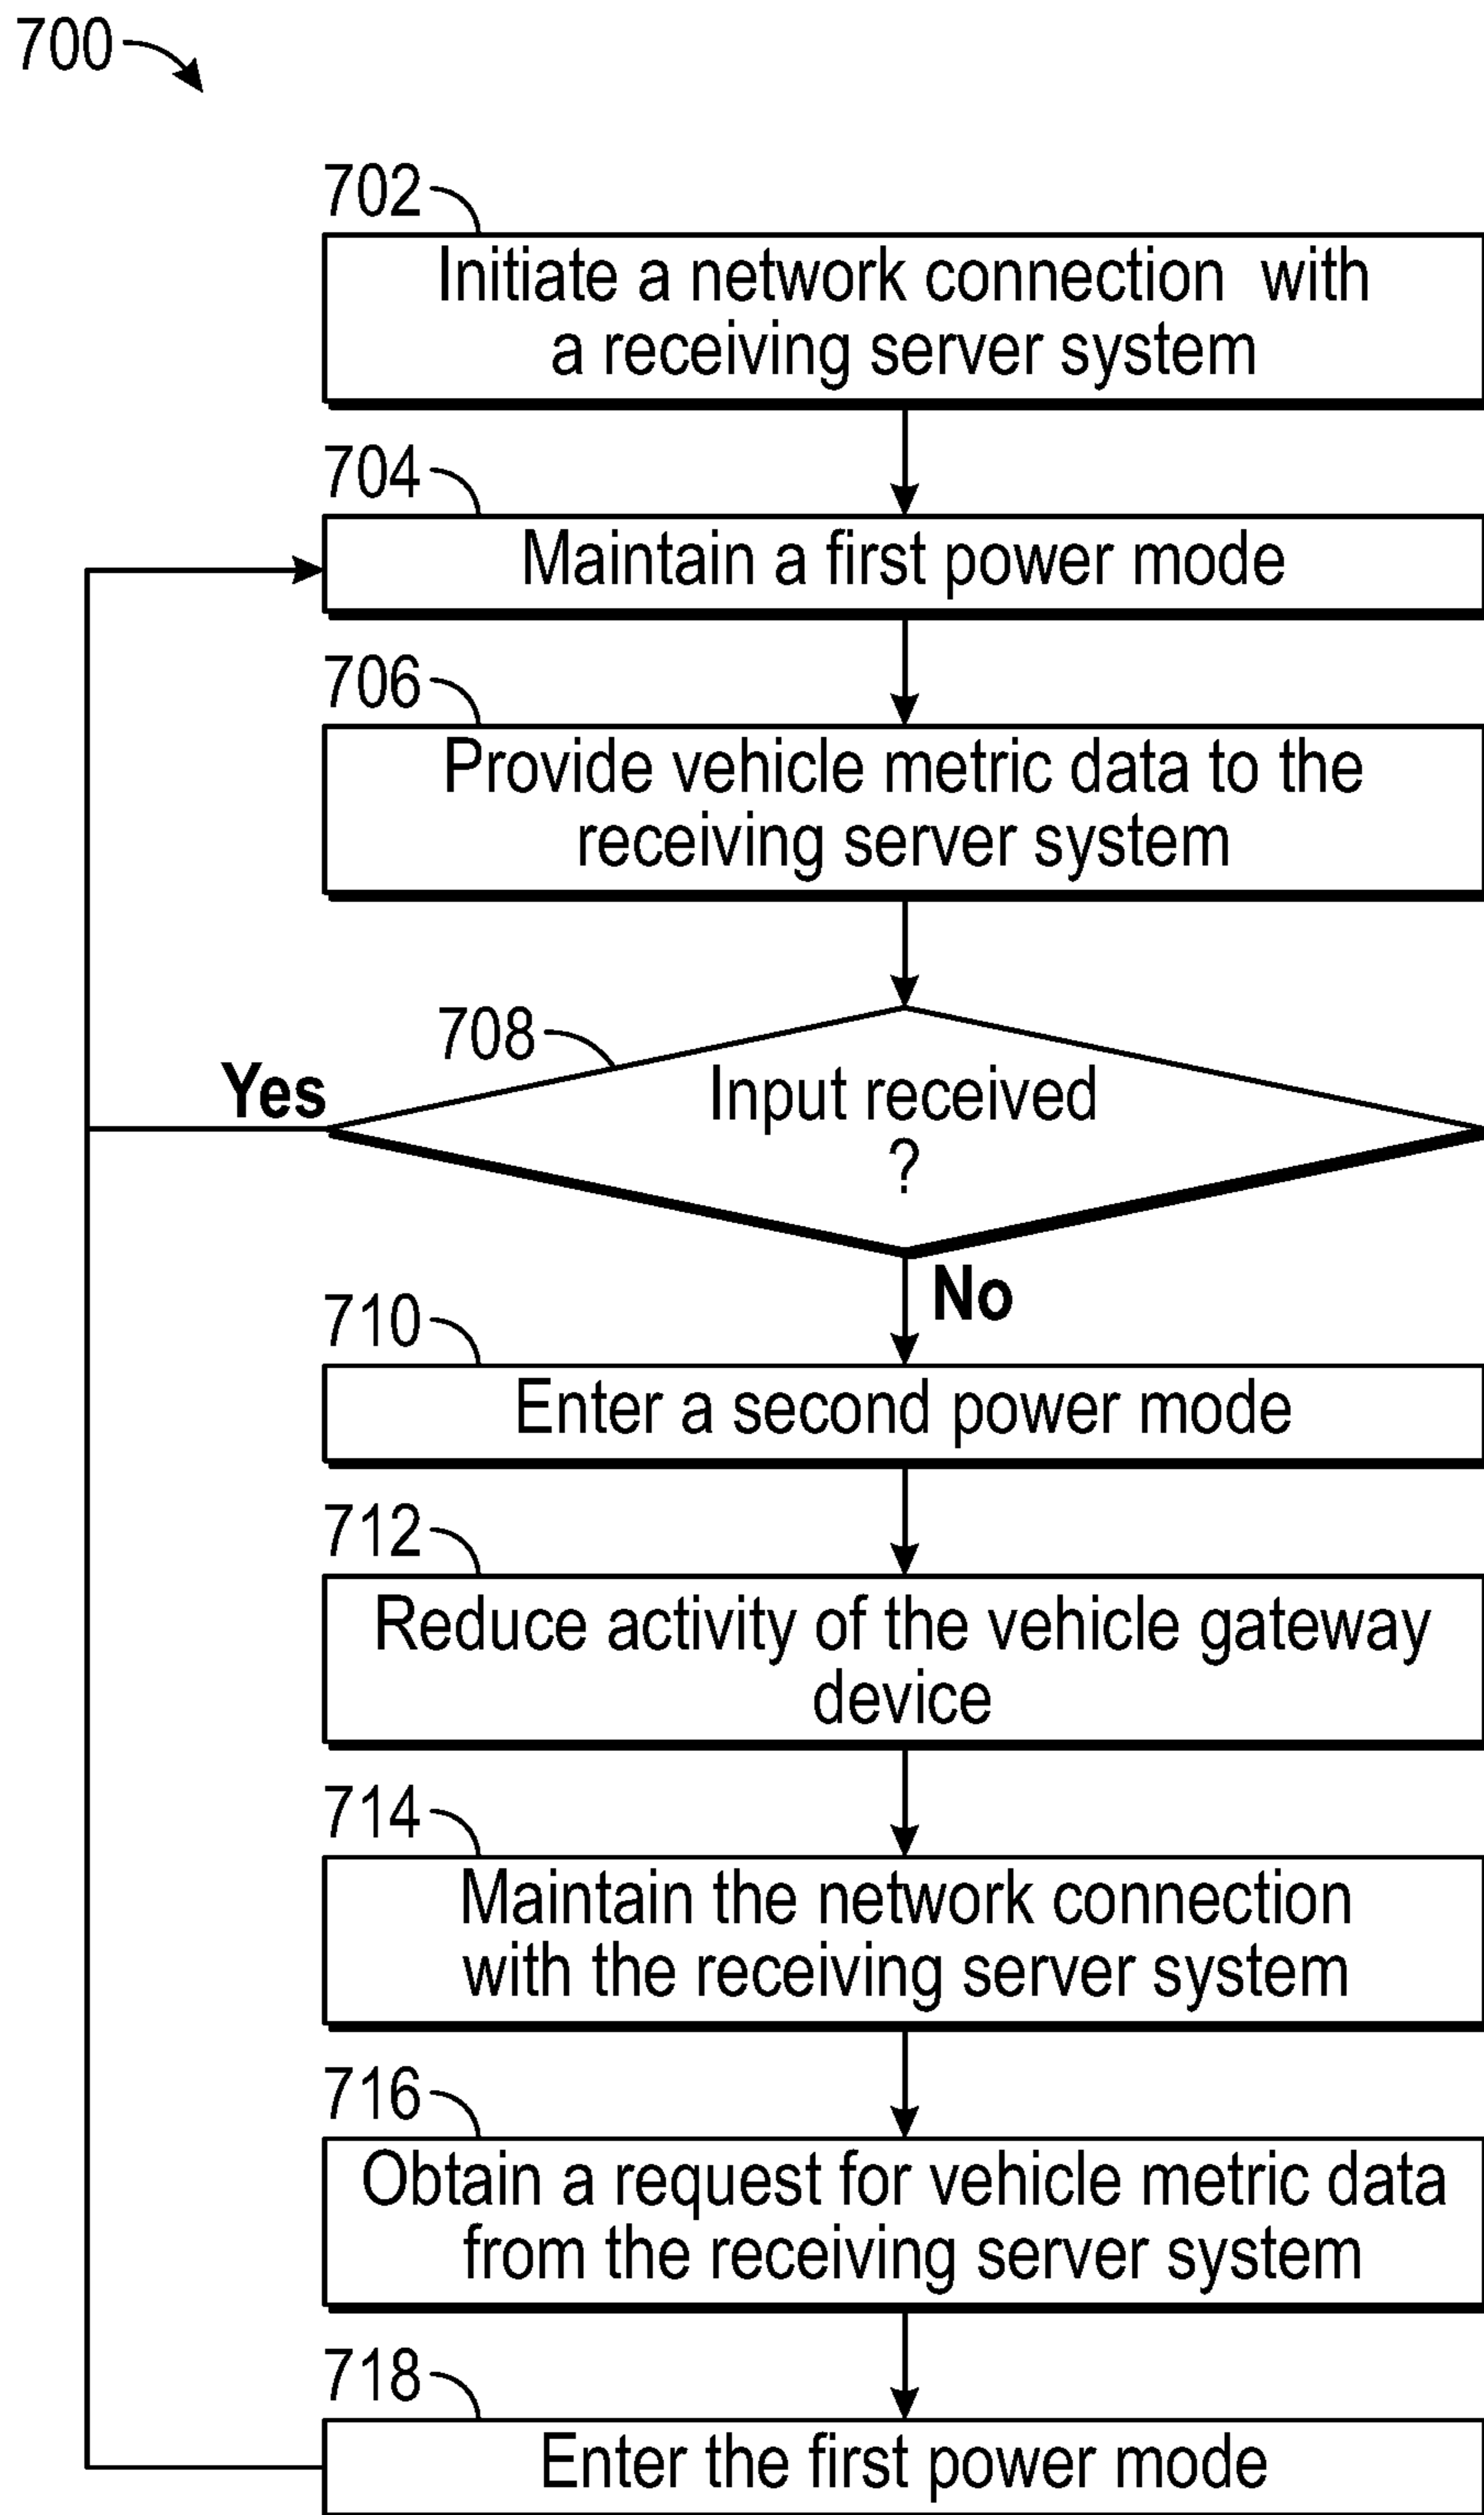 700
702
Initiate a network connection with
a receiving server system
704
Maintain a first power mode
706
Provide vehicle metric data to the
receiving server system
708
Yes
Input received
?
No
710
Enter a second power mode
712
Reduce activity of the vehicle gateway
device
714
Maintain the network connection
with the receiving server system
716
Obtain a request for vehicle metric data
from the receiving server system
718
Enter the first power mode